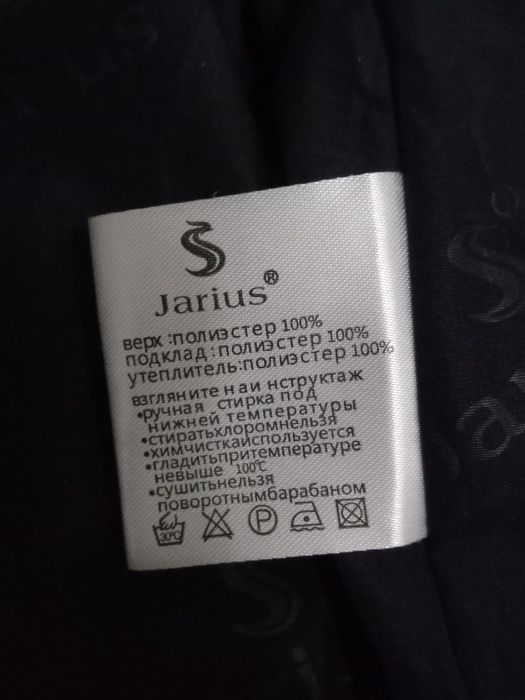 Jarius®
верх :полиэстер 100%
подклад:полиэстер 100%
утеплитель:полиэстер 100%
взгляните наи нструктаж
•ручная стирка под
нижней температуры
•стиратьхлоромнельзя
•химчисткаиспользуется
•гладитьпритемпературе
невыше 100℃
•сушитьнельзя
поворотнымбарабаном
30℃ P